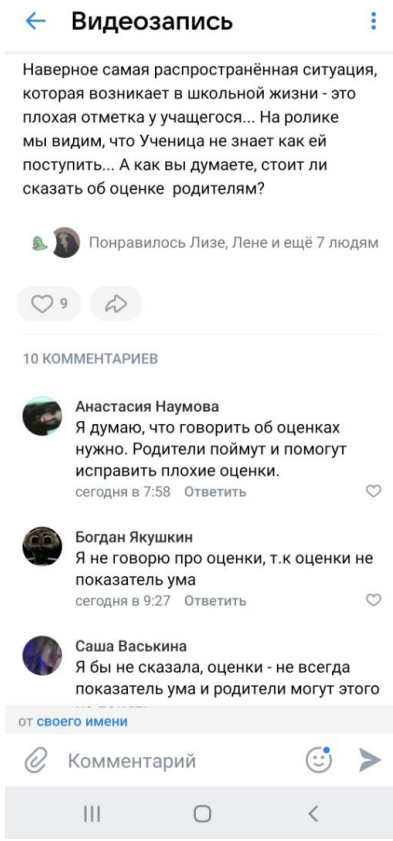 Видеозапись
Наверное самая распространённая ситуация,
которая возникает в школьной жизни - это
плохая отметка у учащегося... На ролике
мы видим, что Ученица не знает как ей
поступить... А как вы думаете, стоит ли
сказать об оценке  родителям?
Понравилось Лизе, Лене и ещё 7 людям
9
10 КОММЕНТАРИЕВ
Анастасия Наумова
Я думаю, что говорить об оценках
нужно. Родители поймут и помогут
исправить плохие оценки.
сегодня в 7:58 Ответить
Богдан Якушкин
Я не говорю про оценки, т.к оценки не
показатель ума
сегодня в 9:27 Ответить
Саша Васькина
Я бы не сказала, оценки - не всегда
показатель ума и родители могут этого
от своего имени
Комментарий